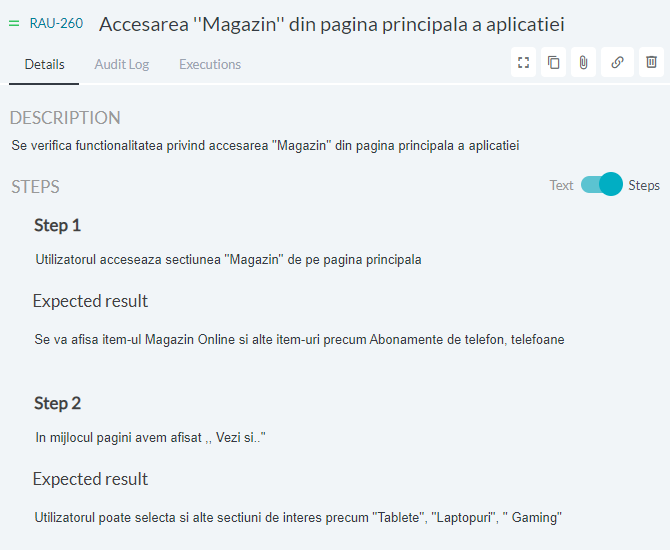 RAU-260 Accesarea ''Magazin'' din pagina principala a aplicatiei
Details Audit Log Executions
DESCRIPTION
Se verifica functionalitatea privind accesarea "Magazin" din pagina principala a aplicatiei
STEPS Text Steps
Step 1
Utilizatorul acceseaza sectiunea "Magazin" de pe pagina principala
Expected result
Se va afisa item-ul Magazin Online si alte item-uri precum Abonamente de telefon, telefoane
Step 2
In mijlocul pagini avem afisat ,, Vezi si.."
Expected result
Utilizatorul poate selecta si alte sectiuni de interes precum "Tablete", "Laptopuri", " Gaming"